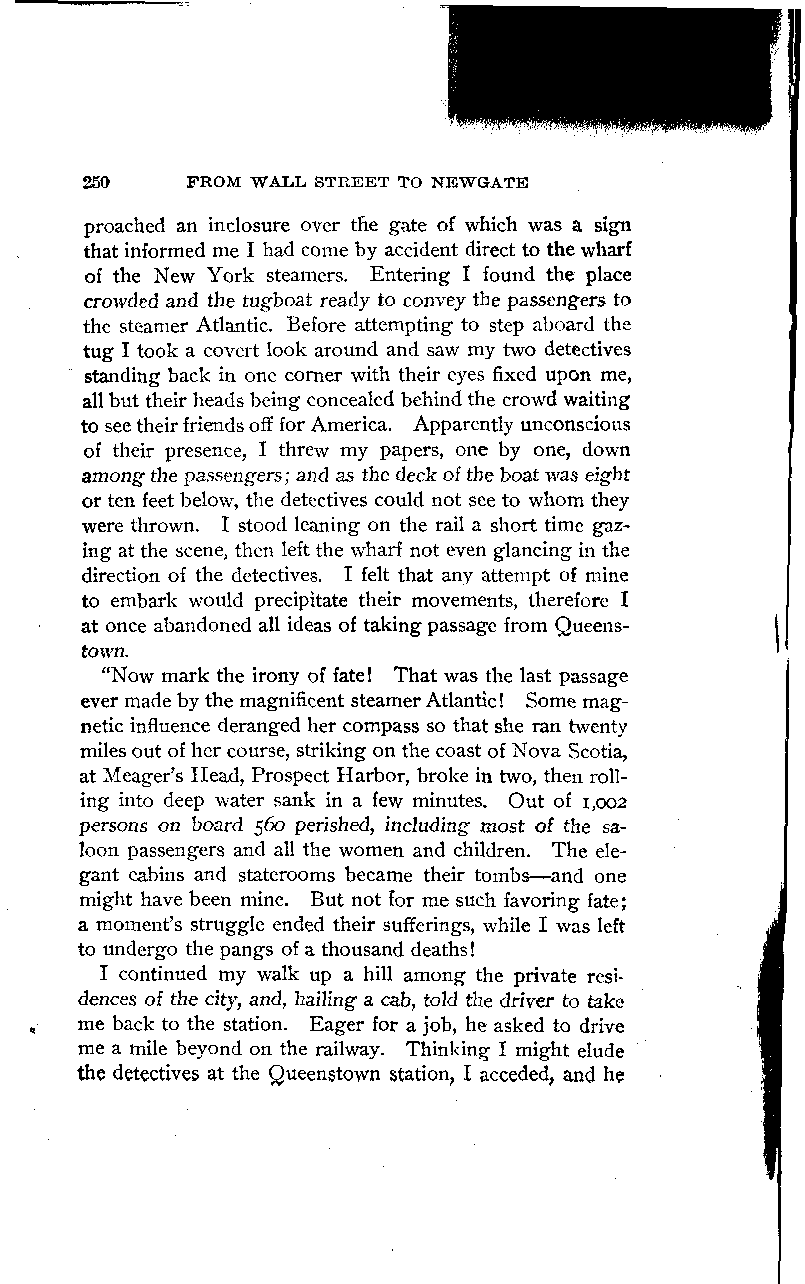 250 FROM WALL STREET TO NEWGATE
proached an inclosure over the gate of which was a sign
that informed me I had come by accident direct to the wharf
of the New York steamers. Entering I found the place
crowded and the tugboat ready to convey the passengers to
the steamer Atlantic. Before attempting to step aboard the
tug I took a covert look around and saw my two detectives
standing back in one corner with their eyes fixed upon me,
all but their heads being concealed behind the crowd waiting
to see their friends off for America. Apparently unconscious
of their presence, I threw my papers, one by one, down
among the passengers; and as the deck of the boat was eight
or ten feet below, the detectives could not see to whom they
were thrown. I stood leaning on the rail a short time gaz-
ing at the scene, then left the wharf not even glancing in the
direction of the detectives. I felt that any attempt of mine
to embark would precipitate their movements, therefore I
at once abandoned all ideas of taking passage from Queens-
town.
"Now mark the irony of fate! That was the last passage
ever made by the magnificent steamer Atlantic! Some mag-
netic influence deranged her compass so that she ran twenty
miles out of her course, striking on the coast of Nova Scotia,
at Meager's Head, Prospect Harbor, broke in two, then roll-
ing into deep water sank in a few minutes. Out of 1,002
persons on board 560 perished, including most of the sa-
loon passengers and all the women and children. The ele-
gant cabins and staterooms became their tombs—and one
might have been mine. But not for me such favoring fate;
a moment's struggle ended their sufferings, while I was left
to undergo the pangs of a thousand deaths!
I continued my walk up a hill among the private resi-
dences of the city, and, hailing a cab, told the driver to take
me back to the station. Eager for a job, he asked to drive
me a mile beyond on the railway. Thinking I might elude
the detectives at the Queenstown station, I acceded, and he